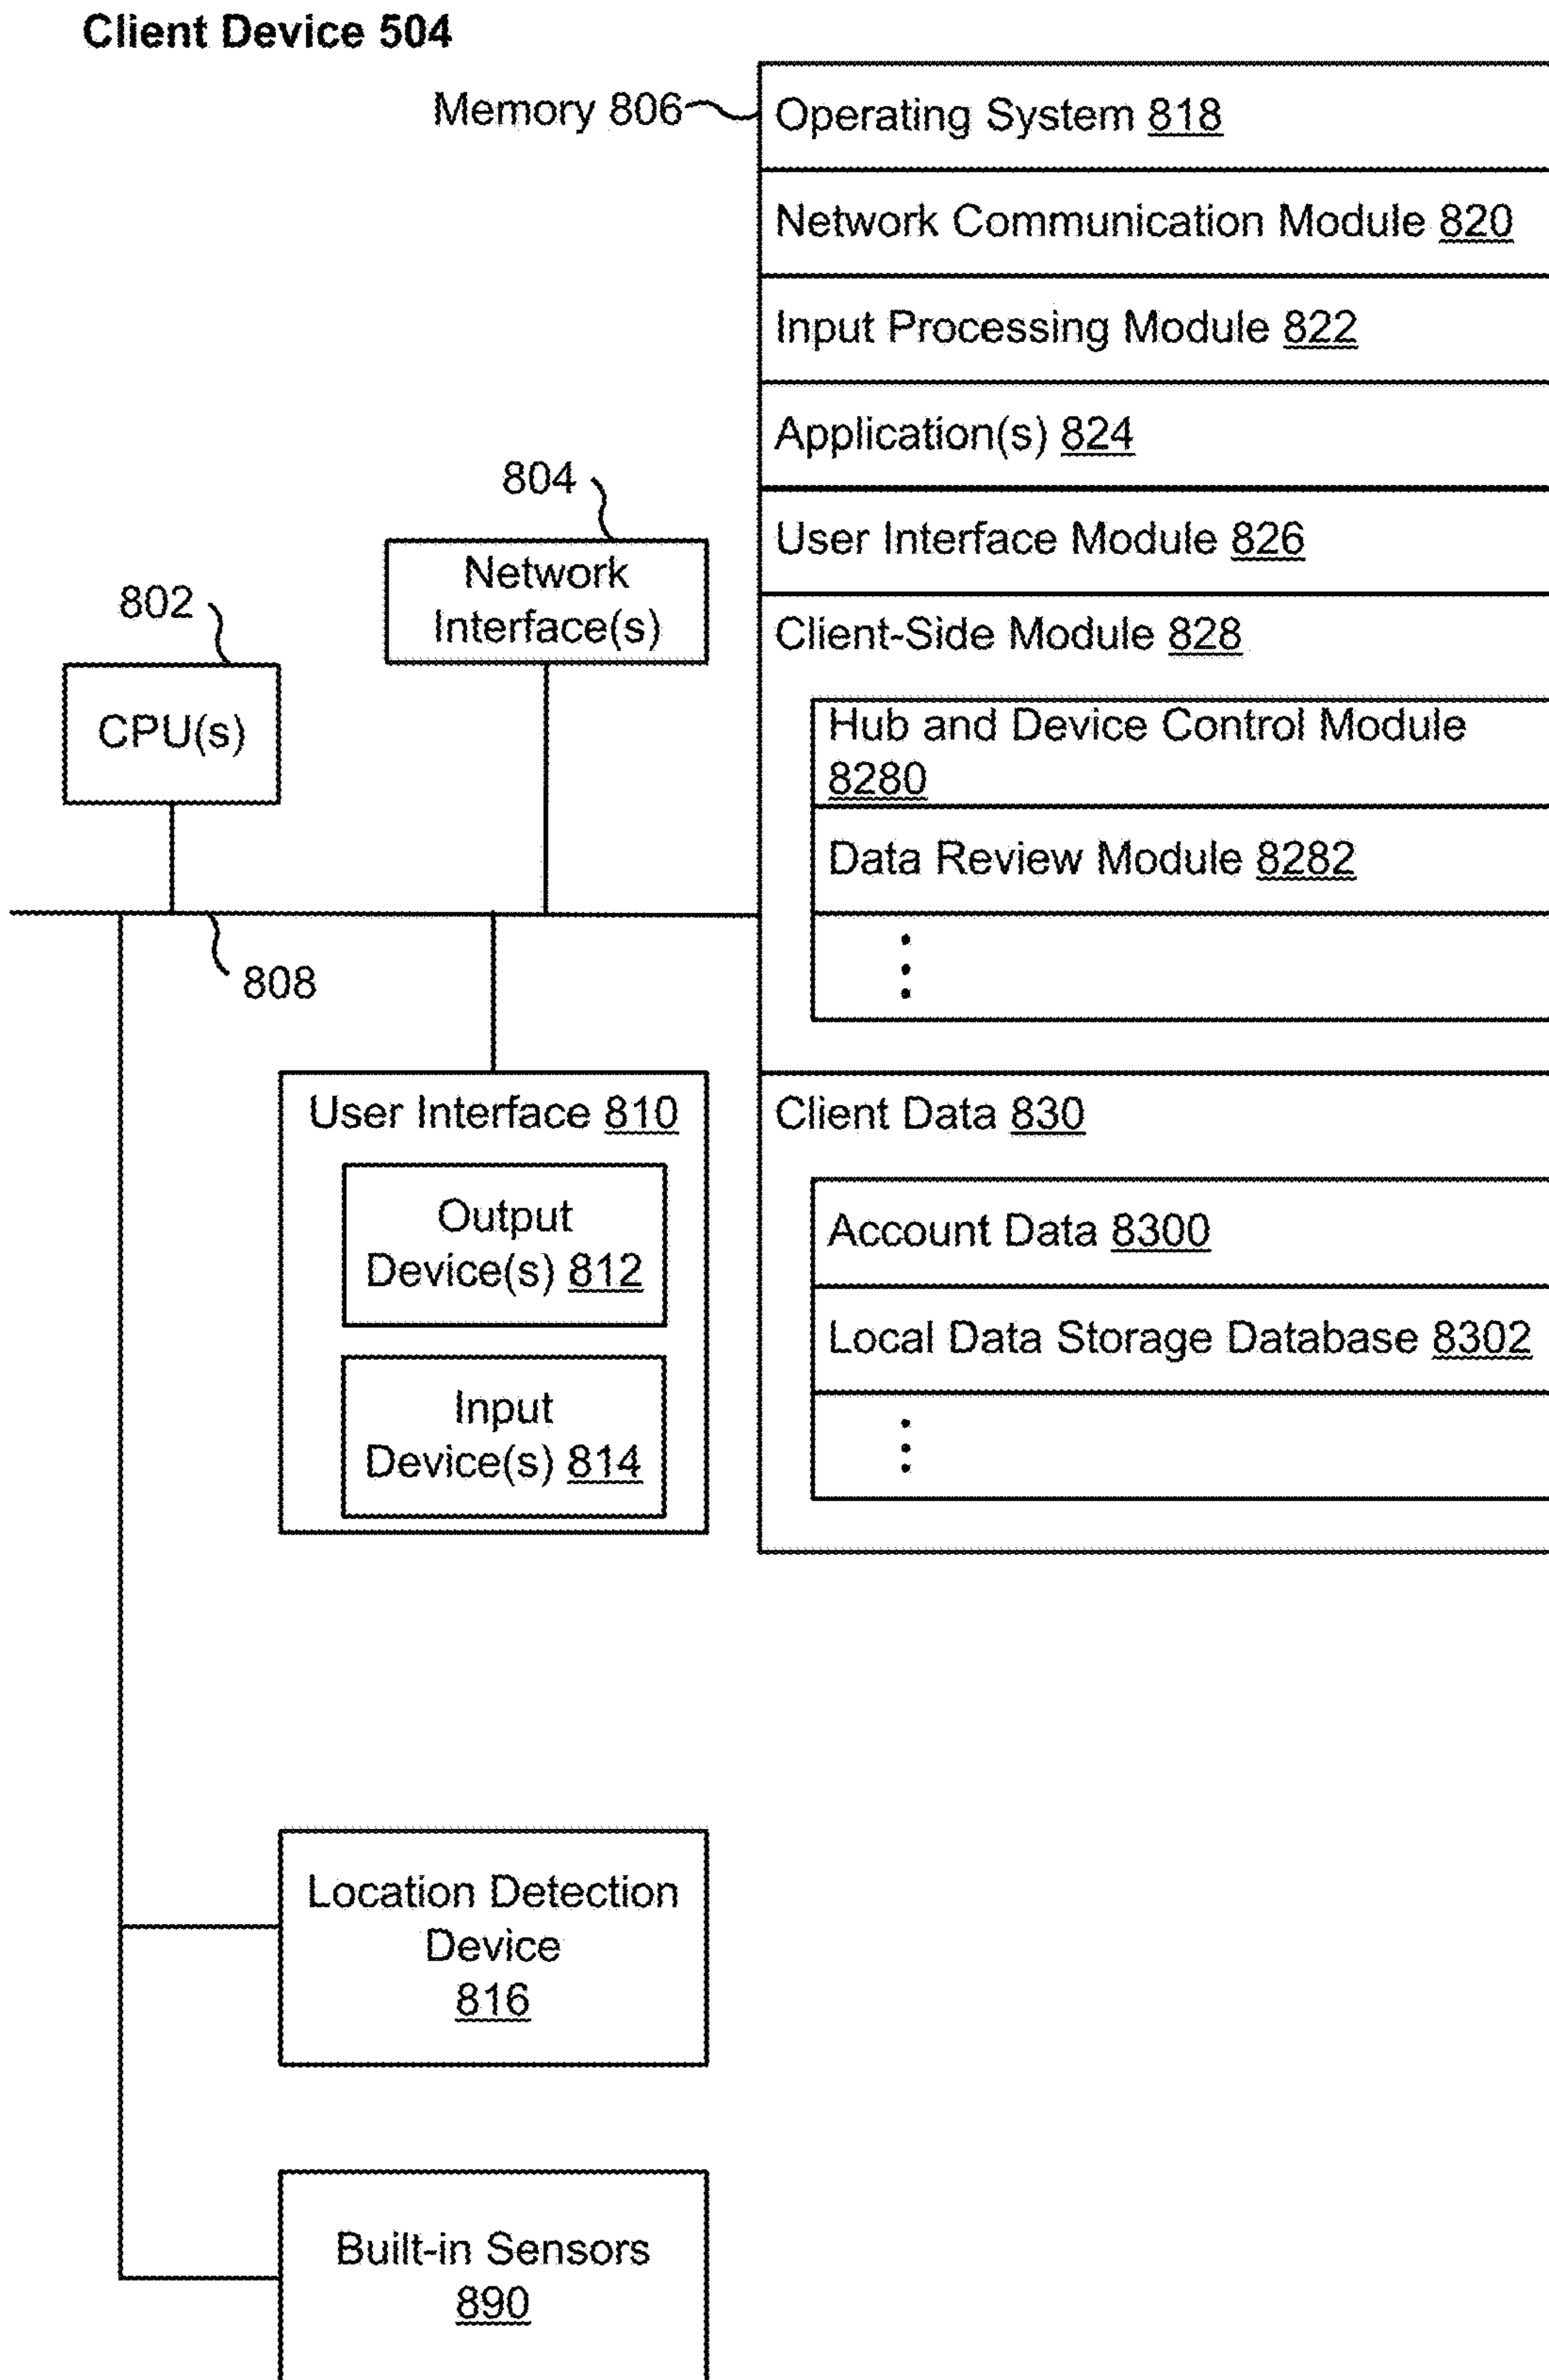 Client Device 504
Memory 806
Operating System 818
Network Communication Module 820
Input Processing Module 822
Application(s) 824
User Interface Module 826
Client-Side Module 828
Hub and Device Control Module
8280
Data Review Module 8282
Client Data 830
Account Data 8300
Local Data Storage Database 8302
804
Network
Interface(s)
802
CPU(s)
808
User Interface 810
Output
Device(s) 812
Input
Device(s) 814
Location Detection
Device
816
Built-in Sensors
890